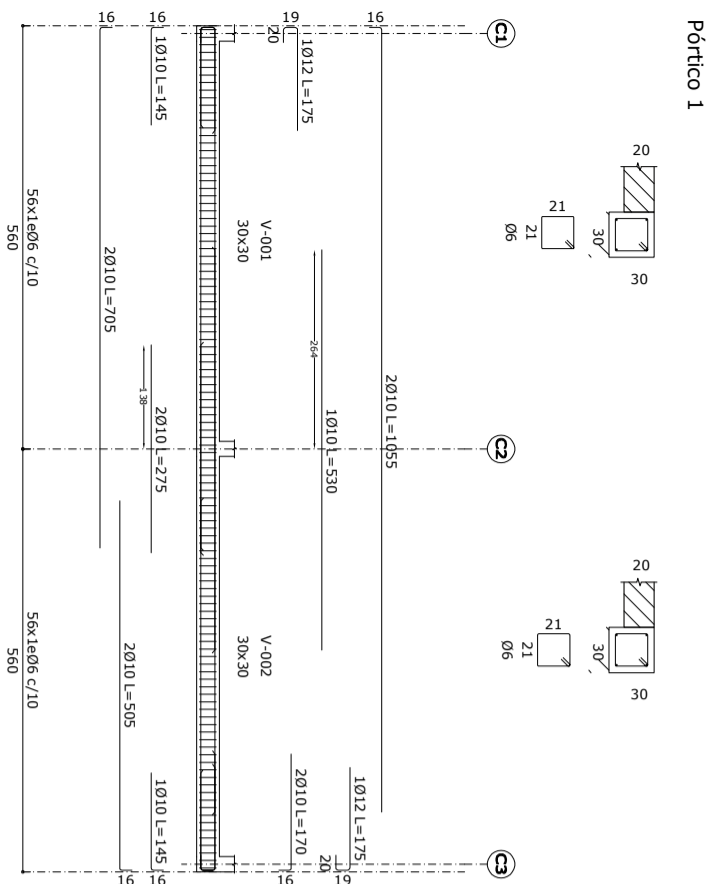 Pórtico 1
20
30
30
21
21
Ø6
20
30
30
21
21
Ø6
C1
C2
C3
16
2Ø10 L=1055
1Ø10 L=530
264
19
20
1Ø12 L=175
1Ø12 L=175
20
19
2Ø10 L=170
16
V-001
30x30
V-002
30x30
16
1Ø10 L=145
138
2Ø10 L=275
1Ø10 L=145
16
2Ø10 L=505
16
16
2Ø10 L=705
56x1eØ6 c/10
560
56x1eØ6 c/10
560